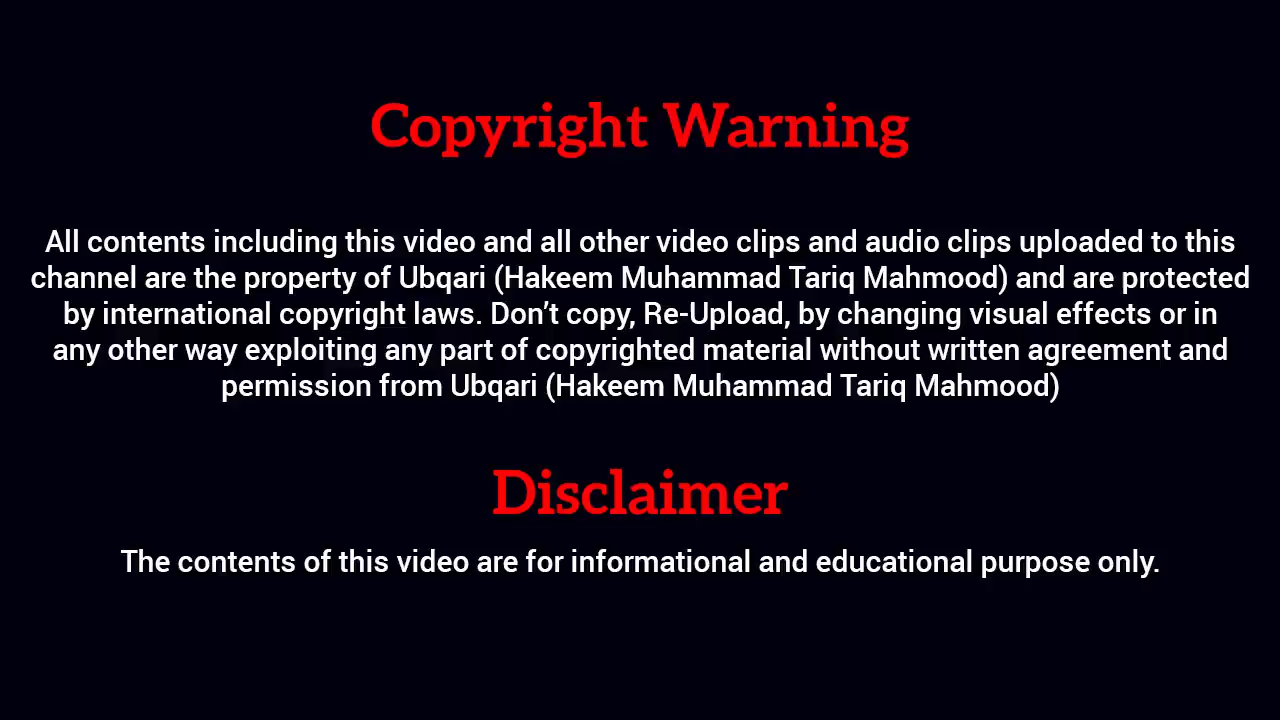 Copyright Warning
All contents including this video and all other video clips and audio clips uploaded to this
channel are the property of Ubqari (Hakeem Muhammad Tariq Mahmood) and are protected
by international copyright laws. Don’t copy, Re-Upload, by changing visual effects or in
any other way exploiting any part of copyrighted material without written agreement and
permission from Ubqari (Hakeem Muhammad Tariq Mahmood)
Disclaimer
The contents of this video are for informational and educational purpose only.